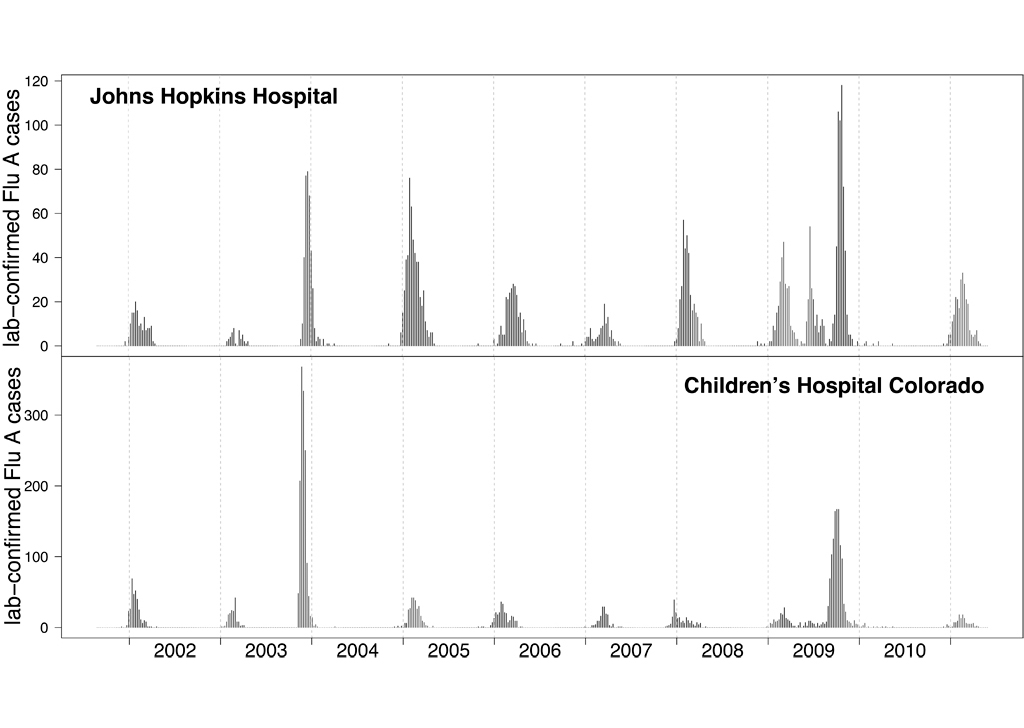 Johns Hopkins Hospital
lab−confirmed Flu A cases
120
100
80
60
40
20
0
Children’s Hospital Colorado
lab−confirmed Flu A cases
300
200
100
0
2002 2003 2004 2005 2006 2007 2008 2009 2010